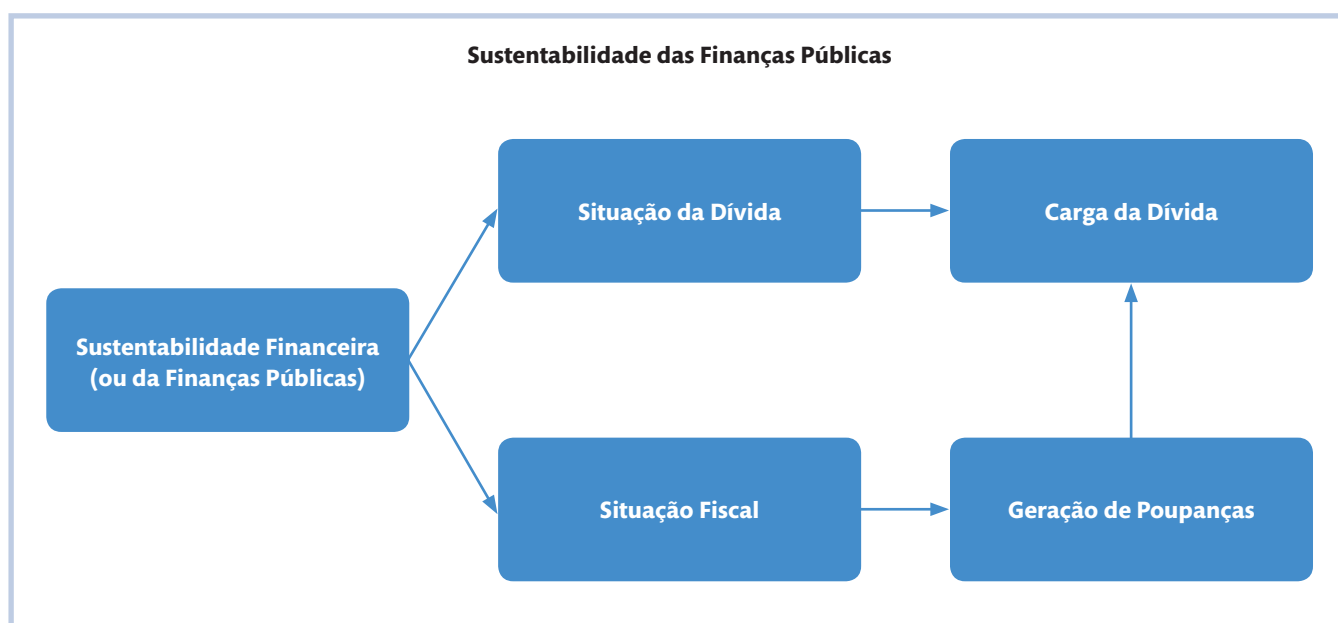 Sustentabilidade das Finanças Públicas
Situação da Dívida
Carga da Dívida
Sustentabilidade Financeira
(ou da Finanças Públicas)
Situação Fiscal
Geração de Poupanças